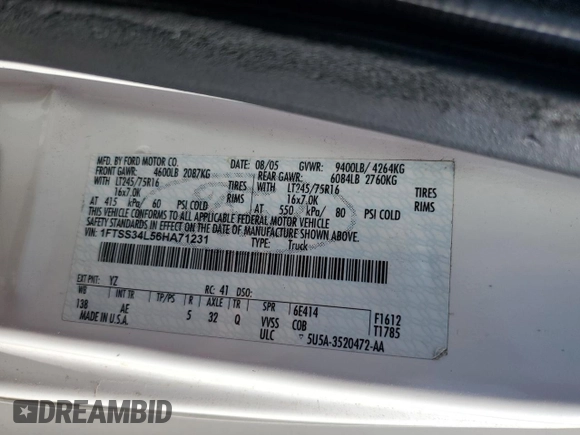 MFD. BY FORD MOTOR CO.
DATE: 08/05 GVWR: 9400LB/ 4264KG
FRONT GAWR: 4600LB 2087KG REAR GAWR: 6084LB 2760KG
WITH LT245/75R16 TIRES WITH LT245/75R16 TIRES
16x7.0K RIMS 16x7.0K RIMS
AT 415 kPa/ 60 PSI COLD AT 550 kPa/ 80 PSI COLD
THIS VEHICLE CONFORMS TO ALL APPLICABLE FEDERAL MOTOR VEHICLE
SAFETY STANDARDS IN EFFECT ON THE DATE OF MANUFACTURE SHOWN ABOVE.
VIN: 1FTSS34L56HA71231
TYPE: Truck
EXT PNT: YZ RC: 41 DSO:
WB INT TR TP/PS R AXLE TR SPR 6E414 F1612
138 AE 5 32 Q VVSS COB T1785
MADE IN U.S.A. ULC 5U5A-3520472-AA
DREAMBID